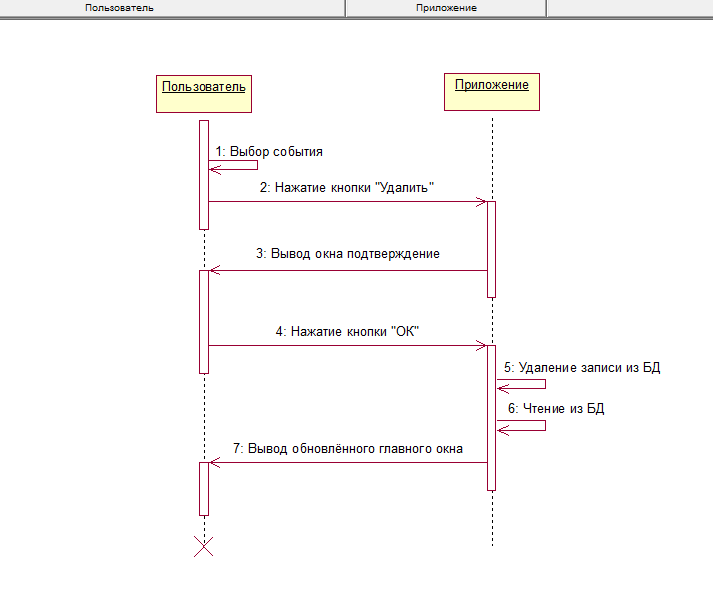 Пользователь
Приложение
Пользователь
Приложение
1: Выбор события
2: Нажатие кнопки "Удалить"
3: Вывод окна подтверждение
4: Нажатие кнопки "ОК"
5: Удаление записи из БД
6: Чтение из БД
7: Вывод обновлённого главного окна